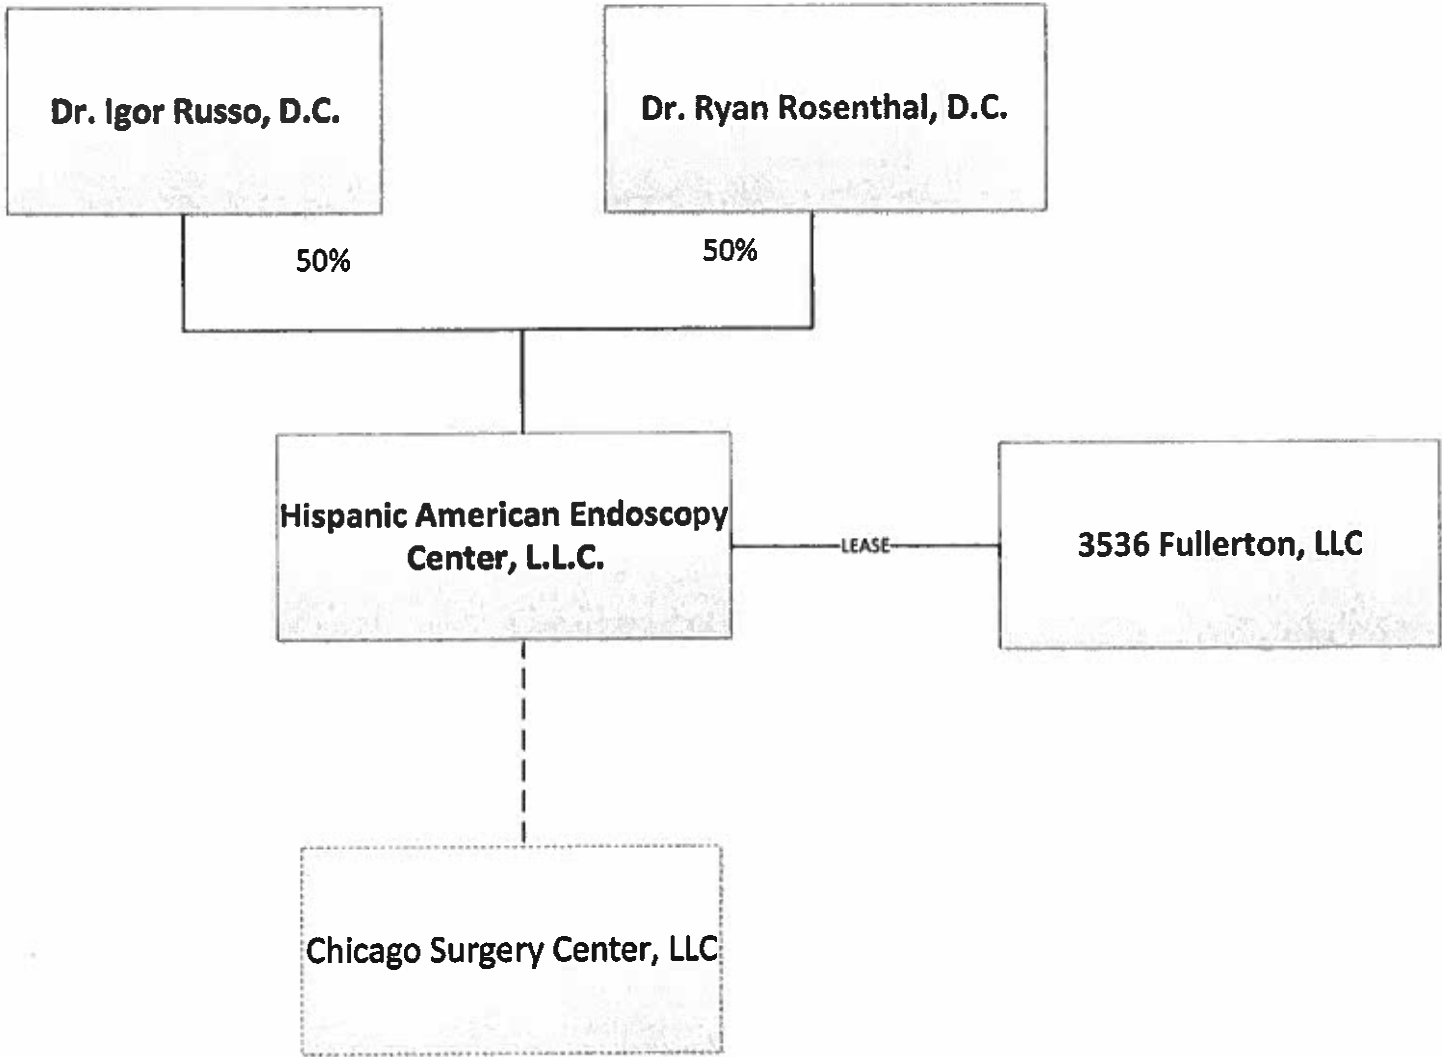 Dr. Igor Russo, D.C.
Dr. Ryan Rosenthal, D.C.
50%
50%
Hispanic American Endoscopy
Center, L.L.C.
LEASE
3536 Fullerton, LLC
Chicago Surgery Center, LLC